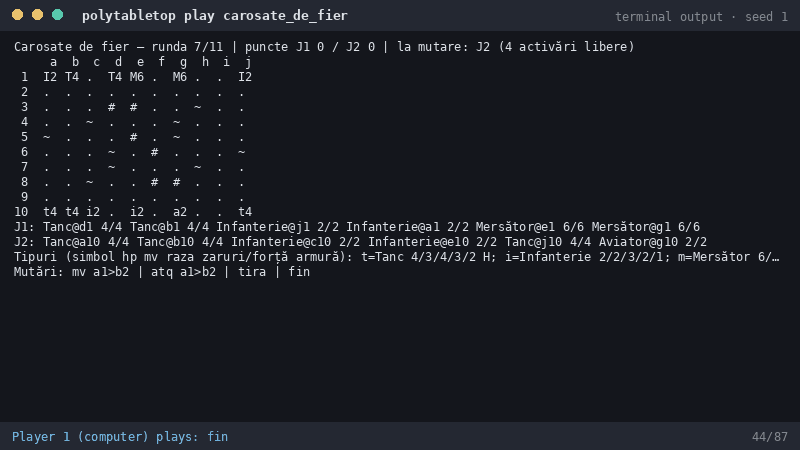 polytabletop play carosate_de_fier
terminal output · seed 1
Carosate de fier — runda 7/11 | puncte J1 0 / J2 0 | la mutare: J2 (4 activări libere)
a b c d e f g h i j
1 I2 T4 . T4 M6 . M6 . . I2
2 . . . . . . . . . .
3 . . . # # . . ~ . .
4 . . ~ . . . ~ . . .
5 ~ . . . # . ~ . . .
6 . . . ~ . # . . . ~
7 . . . ~ . . . ~ . .
8 . . ~ . . # # . . .
9 . . . . . . . . . .
10 t4 t4 i2 . i2 . a2 . . t4
J1: Tanc@d1 4/4 Tanc@b1 4/4 Infanterie@j1 2/2 Infanterie@a1 2/2 Mersător@e1 6/6 Mersător@g1 6/6
J2: Tanc@a10 4/4 Tanc@b10 4/4 Infanterie@c10 2/2 Infanterie@e10 2/2 Tanc@j10 4/4 Aviator@g10 2/2
Tipuri (simbol hp mv raza zaruri/forță armură): t=Tanc 4/3/4/3/2 H; i=Infanterie 2/2/3/2/1; m=Mersător 6/…
Mutări: mv a1>b2 | atq a1>b2 | tira | fin
Player 1 (computer) plays: fin
44/87